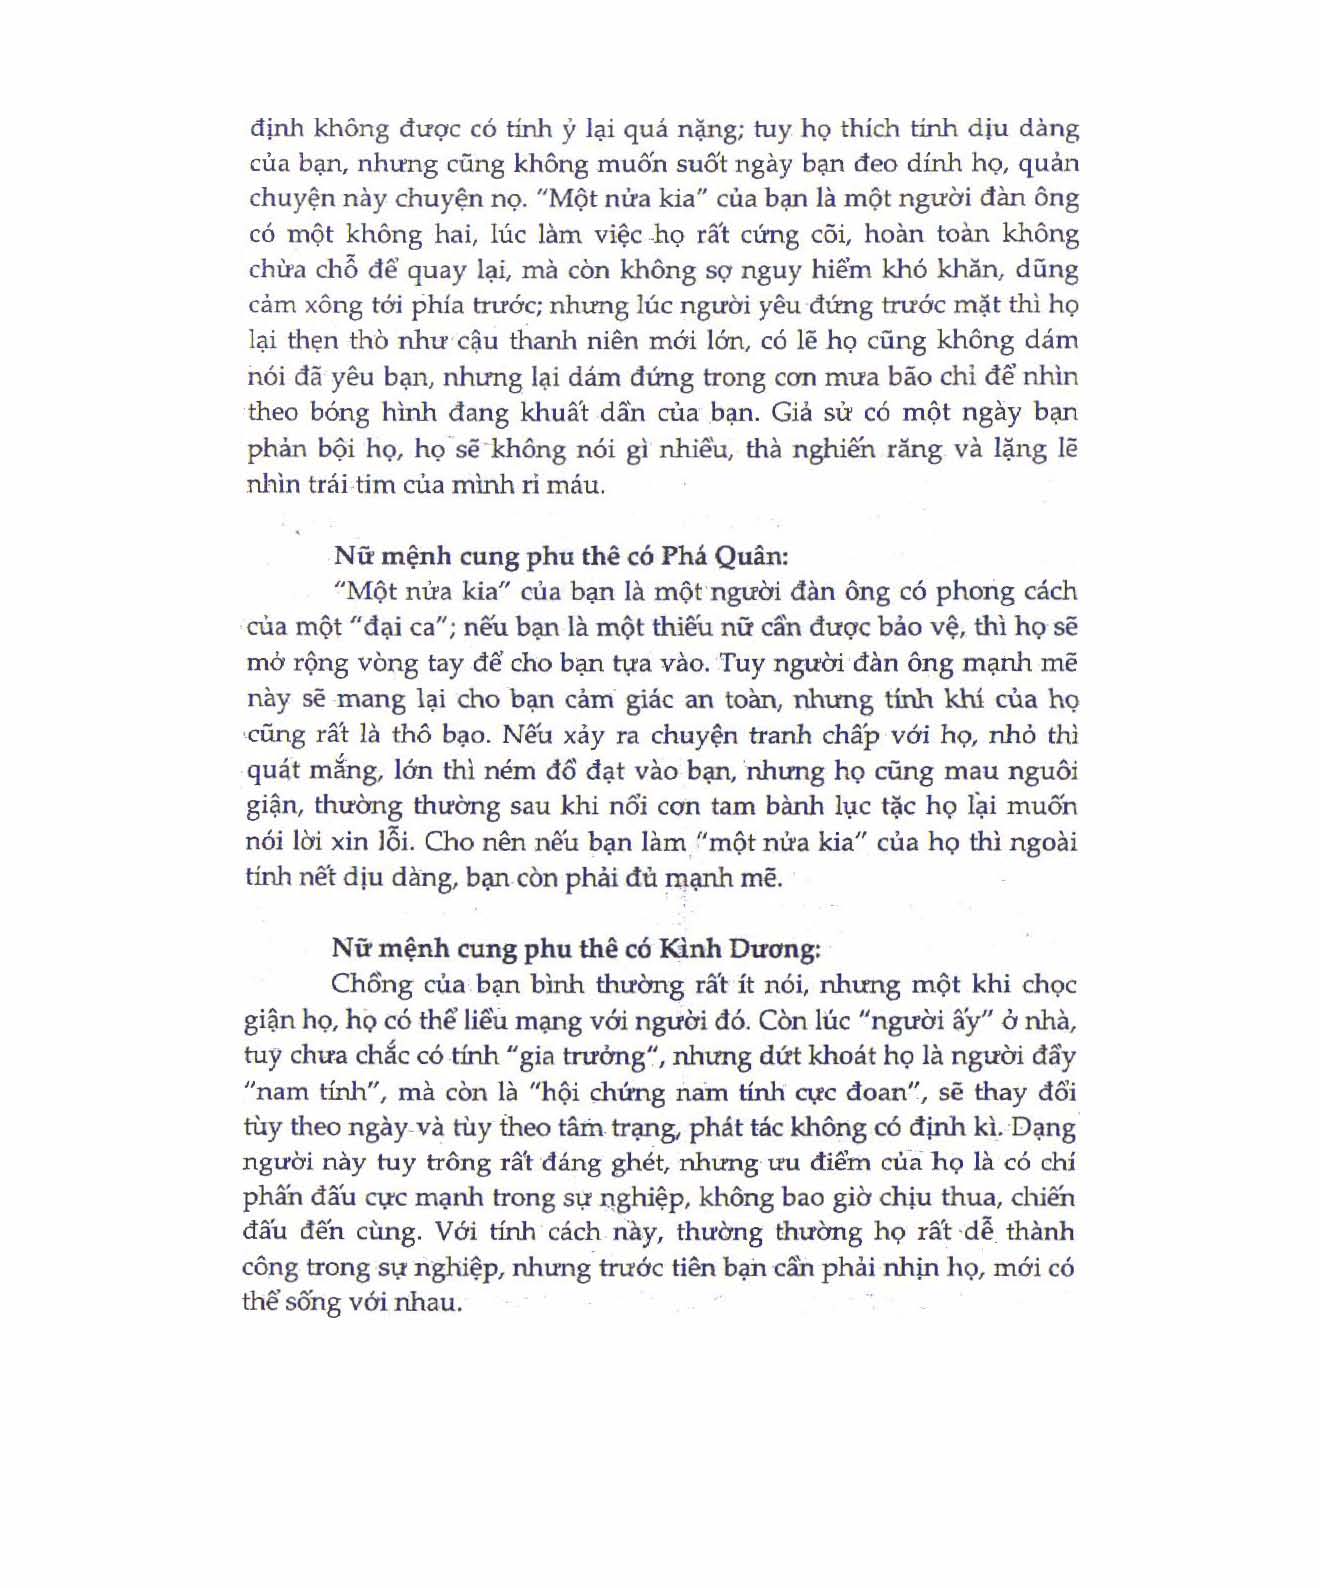 định không được có tính ỷ lại quá nặng; tuy họ thích tính dịu dàng
của bạn, nhưng cũng không muốn suốt ngày bạn đeo dính họ, quản
chuyện này chuyện nọ. "Một nửa kia" của bạn là một người đàn ông
có một không hai, lúc làm việc họ rất cứng cõi, hoàn toàn không
chừa chỗ để quay lại, mà còn không sợ nguy hiểm khó khăn, dũng
cảm xông tới phía trước; nhưng lúc người yêu đứng trước mặt thì họ
lại thẹn thò như cậu thanh niên mới lớn, có lẽ họ cũng không dám
nói đã yêu bạn, nhưng lại dám đứng trong cơn mưa bão chỉ để nhìn
theo bóng hình đang khuất dần của bạn. Giả sử có một ngày bạn
phản bội họ, họ sẽ không nói gì nhiều, thà nghiến răng và lặng lẽ
nhìn trái tim của mình rỉ máu.
Nữ mệnh cung phu thê có Phá Quân:
"Một nửa kia" của bạn là một người đàn ông có phong cách
của một "đại ca"; nếu bạn là một thiếu nữ cần được bảo vệ, thì họ sẽ
mở rộng vòng tay để cho bạn tựa vào. Tuy người đàn ông mạnh mẽ
này sẽ mang lại cho bạn cảm giác an toàn, nhưng tính khí của họ
cũng rất là thô bạo. Nếu xảy ra chuyện tranh chấp với họ, nhỏ thì
quát mắng, lớn thì ném đồ đạt vào bạn, nhưng họ cũng mau nguôi
giận, thường thường sau khi nổi cơn tam bành lục tặc họ lại muốn
nói lời xin lỗi. Cho nên nếu bạn làm "một nửa kia" của họ thì ngoài
tính nết dịu dàng, bạn còn phải đủ mạnh mẽ.
Nữ mệnh cung phu thê có Kình Dương:
Chồng của bạn bình thường rất ít nói, nhưng một khi chọc
giận họ, họ có thể liều mạng với người đó. Còn lúc "người ấy" ở nhà,
tuy chưa chắc có tính "gia trưởng", nhưng dứt khoát họ là người đầy
"nam tính", mà còn là "hội chứng nam tính cực đoan", sẽ thay đổi
tùy theo ngày và tùy theo tâm trạng, phát tác không có định kì. Dạng
người này tuy trông rất đáng ghét, nhưng ưu điểm của họ là có chí
phấn đấu cực mạnh trong sự nghiệp, không bao giờ chịu thua, chiến
đấu đến cùng. Với tính cách này, thường thường họ rất dễ thành
công trong sự nghiệp, nhưng trước tiên bạn cần phải nhịn họ, mới có
thể sống với nhau.